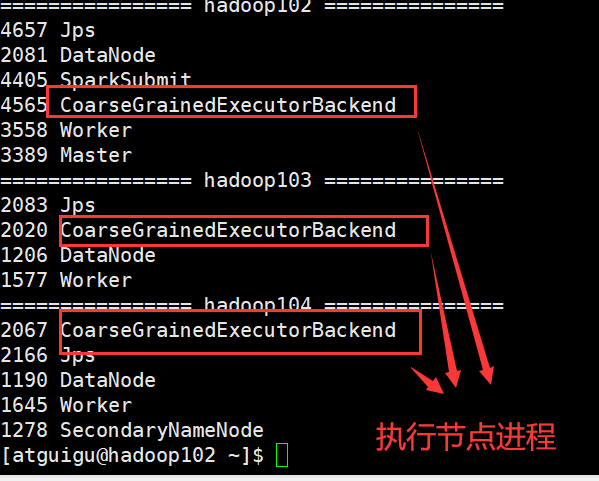 ================ hadoop102 ===============
4657 Jps
2081 DataNode
4405 SparkSubmit
4565 CoarseGrainedExecutorBackend
3558 Worker
3389 Master
================ hadoop103 ===============
2083 Jps
2020 CoarseGrainedExecutorBackend
1206 DataNode
1577 Worker
================ hadoop104 ===============
2067 CoarseGrainedExecutorBackend
2166 Jps
1190 DataNode
1645 Worker
1278 SecondaryNameNode
执行节点进程
[atguigu@hadoop102 ~]$